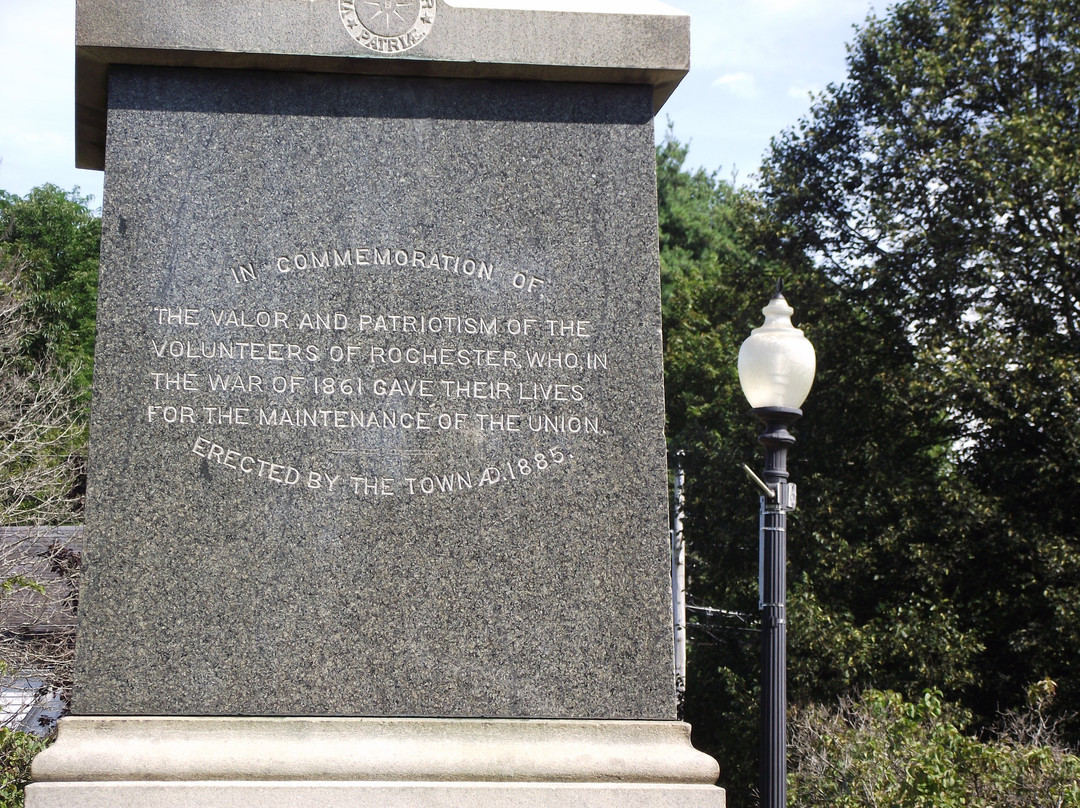 PATRIÆ
IN COMMEMORATION OF,
THE VALOR AND PATRIOTISM OF THE
VOLUNTEERS OF ROCHESTER, WHO, IN
THE WAR OF 1861 GAVE THEIR LIVES
FOR THE MAINTENANCE OF THE UNION.
ERECTED BY THE TOWN A.D. 1885.